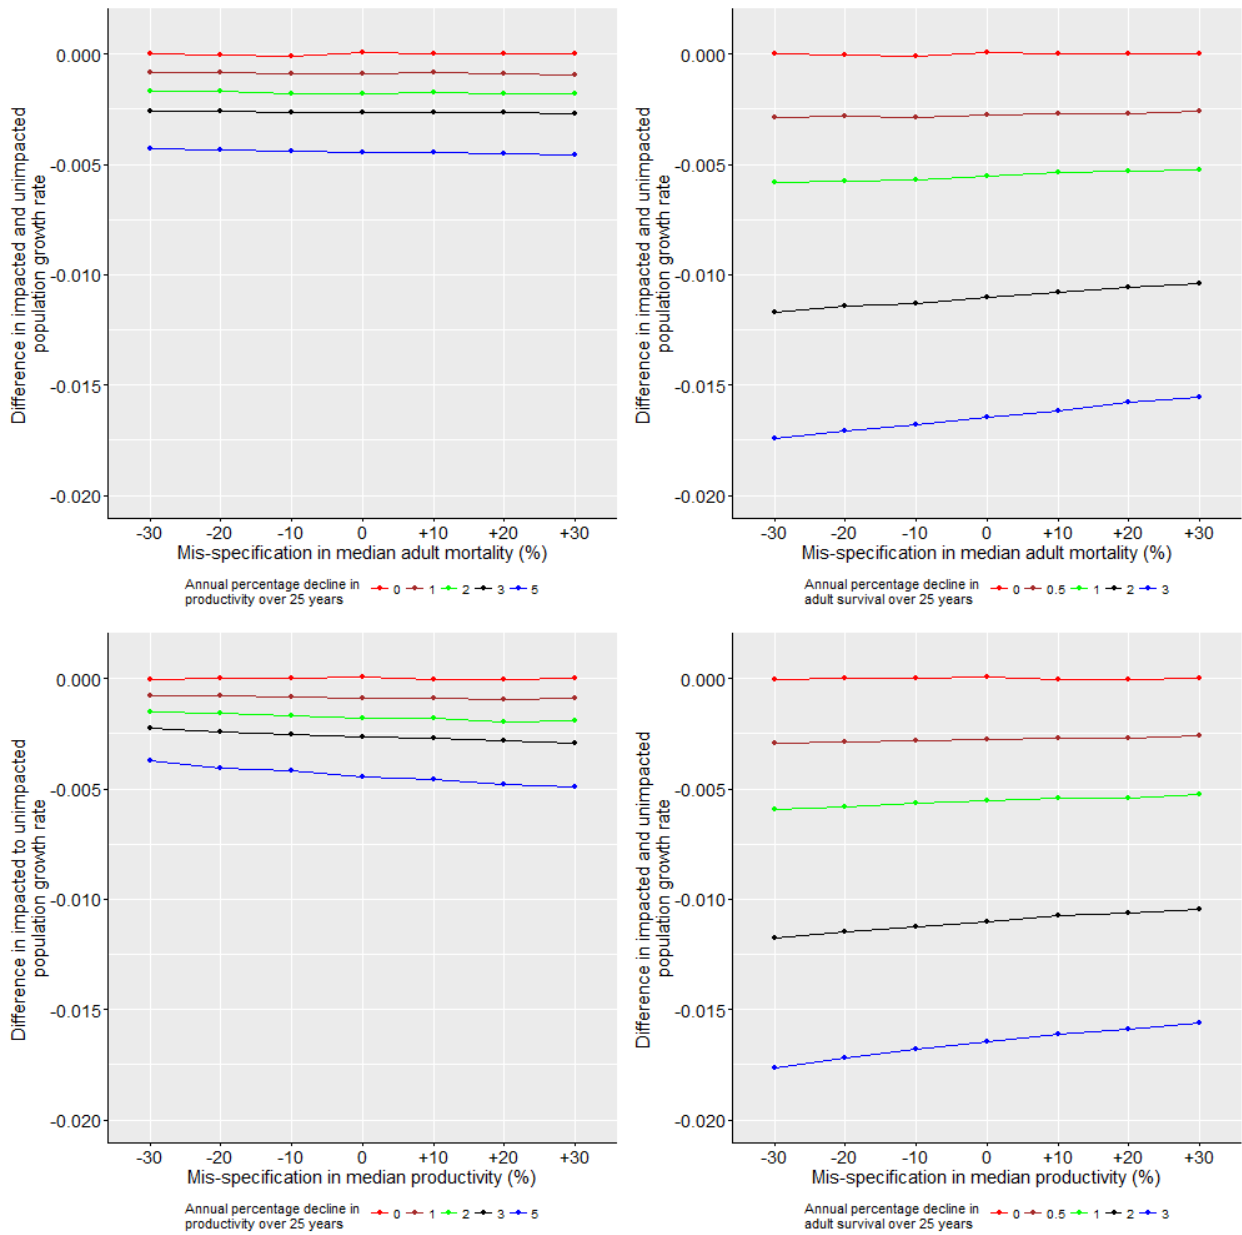 Difference in impacted and unimpacted
population growth rate
0.000
-0.005
-0.010
-0.015
-0.020
-30 -20 -10 0 +10 +20 +30
Mis-specification in median adult mortality (%)
Annual percentage decline in
productivity over 25 years 0 1 2 3 5
Difference in impacted and unimpacted
population growth rate
0.000
-0.005
-0.010
-0.015
-0.020
-30 -20 -10 0 +10 +20 +30
Mis-specification in median adult mortality (%)
Annual percentage decline in
adult survival over 25 years 0 0.5 1 2 3
Difference in impacted to unimpacted
population growth rate
0.000
-0.005
-0.010
-0.015
-0.020
-30 -20 -10 0 +10 +20 +30
Mis-specification in median productivity (%)
Annual percentage decline in
productivity over 25 years 0 1 2 3 5
Difference in impacted and unimpacted
population growth rate
0.000
-0.005
-0.010
-0.015
-0.020
-30 -20 -10 0 +10 +20 +30
Mis-specification in median productivity (%)
Annual percentage decline in
adult survival over 25 years 0 0.5 1 2 3